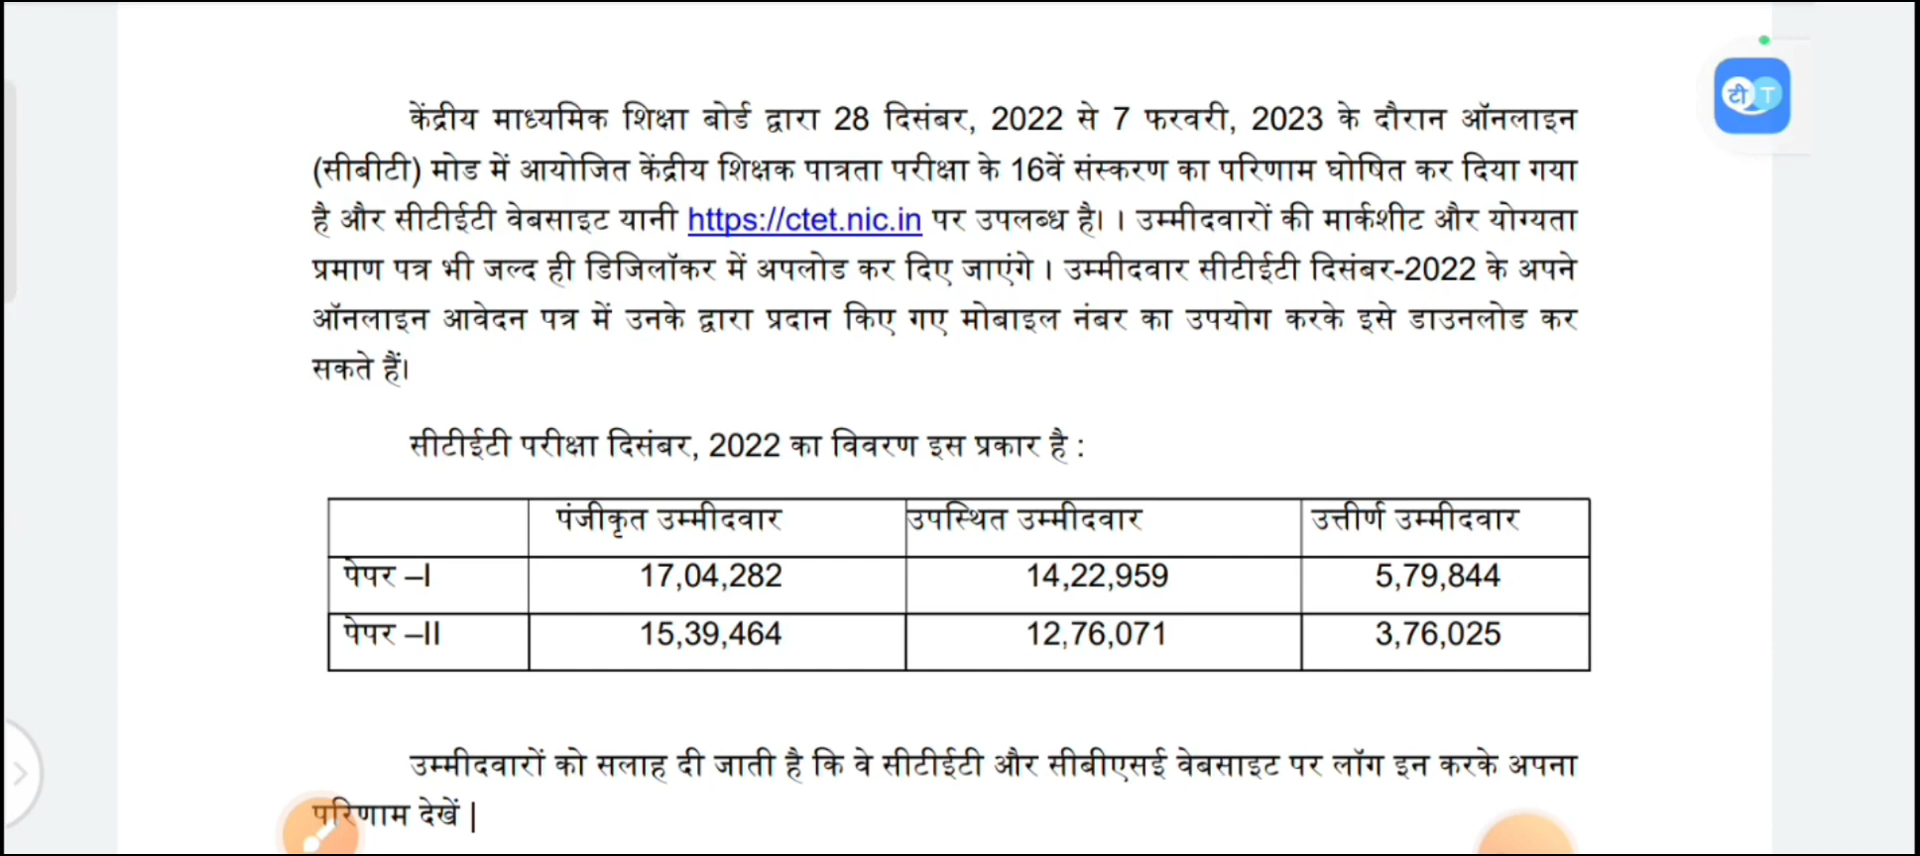 केंद्रीय माध्यमिक शिक्षा बोर्ड द्वारा 28 दिसंबर, 2022 से 7 फरवरी, 2023 के दौरान ऑनलाइन
(सीबीटी) मोड में आयोजित केंद्रीय शिक्षक पात्रता परीक्षा के 16वें संस्करण का परिणाम घोषित कर दिया गया
है और सीटीईटी वेबसाइट यानी https://ctet.nic.in पर उपलब्ध है। । उम्मीदवारों की मार्कशीट और योग्यता
प्रमाण पत्र भी जल्द ही डिजिलॉकर में अपलोड कर दिए जाएंगे । उम्मीदवार सीटीईटी दिसंबर-2022 के अपने
ऑनलाइन आवेदन पत्र में उनके द्वारा प्रदान किए गए मोबाइल नंबर का उपयोग करके इसे डाउनलोड कर
सकते हैं।
सीटीईटी परीक्षा दिसंबर, 2022 का विवरण इस प्रकार है :
पंजीकृत उम्मीदवार उपस्थित उम्मीदवार उत्तीर्ण उम्मीदवार
पेपर –I 17,04,282 14,22,959 5,79,844
पेपर –II 15,39,464 12,76,071 3,76,025
उम्मीदवारों को सलाह दी जाती है कि वे सीटीईटी और सीबीएसई वेबसाइट पर लॉग इन करके अपना
परिणाम देखें |
टी T